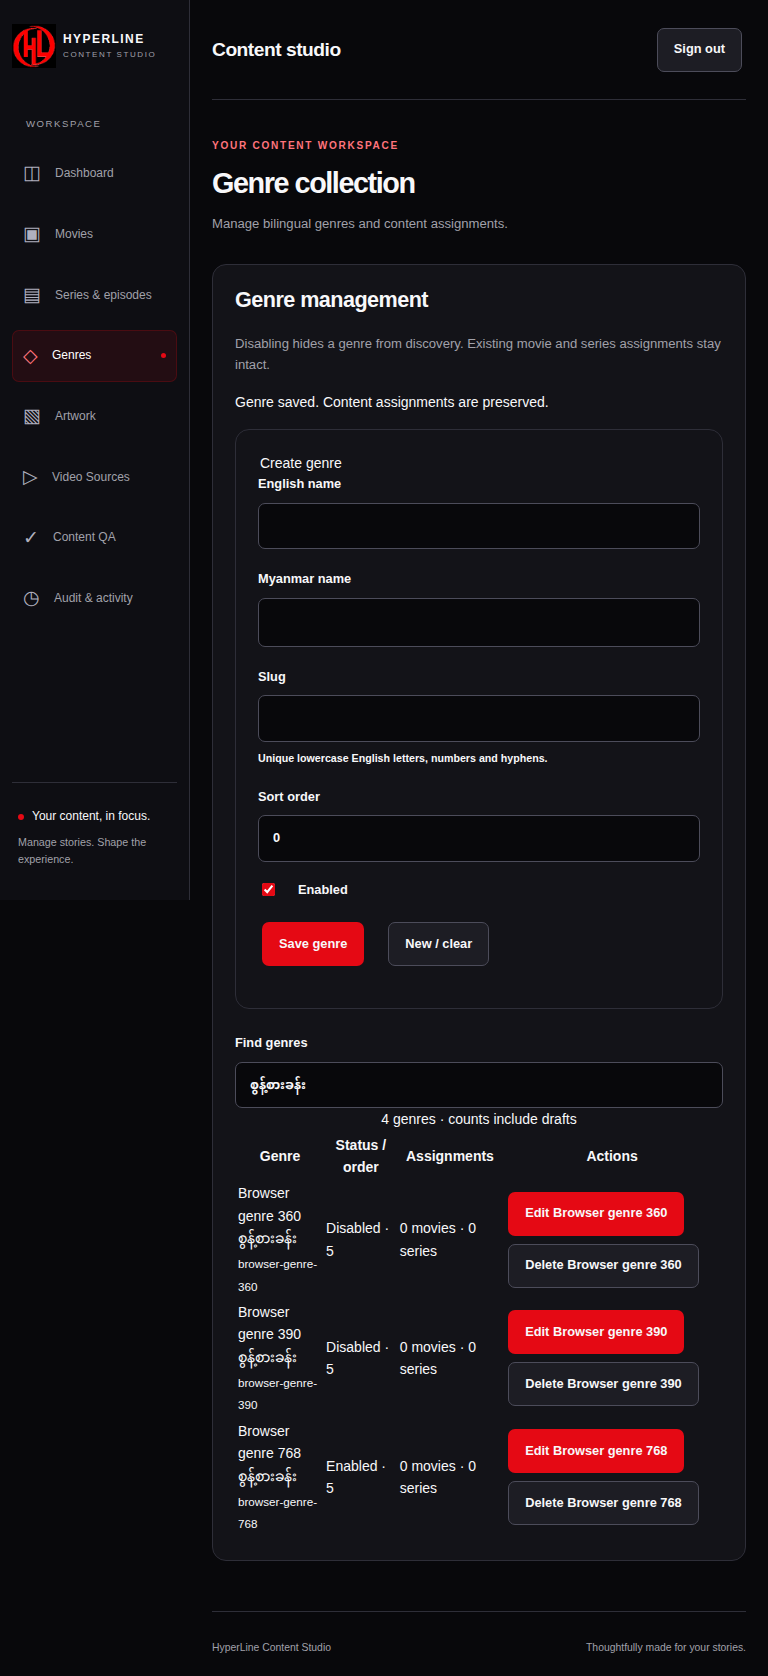 HYPERLINE
CONTENT STUDIO
WORKSPACE
Dashboard
Movies
Series & episodes
Genres
Artwork
Video Sources
Content QA
Audit & activity
Your content, in focus.
Manage stories. Shape the
experience.
Content studio
Sign out
YOUR CONTENT WORKSPACE
Genre collection
Manage bilingual genres and content assignments.
Genre management
Disabling hides a genre from discovery. Existing movie and series assignments stay
intact.
Genre saved. Content assignments are preserved.
Create genre
English name
Myanmar name
Slug
Unique lowercase English letters, numbers and hyphens.
Sort order
0
Enabled
Save genre
New / clear
Find genres
စွန့်စားခန်း
4 genres · counts include drafts
Genre
Status /
order
Assignments
Actions
Browser
genre 360
စွန့်စားခန်း
browser-genre-
360
Disabled ·
5
0 movies · 0
series
Edit Browser genre 360
Delete Browser genre 360
Browser
genre 390
စွန့်စားခန်း
browser-genre-
390
Disabled ·
5
0 movies · 0
series
Edit Browser genre 390
Delete Browser genre 390
Browser
genre 768
စွန့်စားခန်း
browser-genre-
768
Enabled ·
5
0 movies · 0
series
Edit Browser genre 768
Delete Browser genre 768
HyperLine Content Studio
Thoughtfully made for your stories.